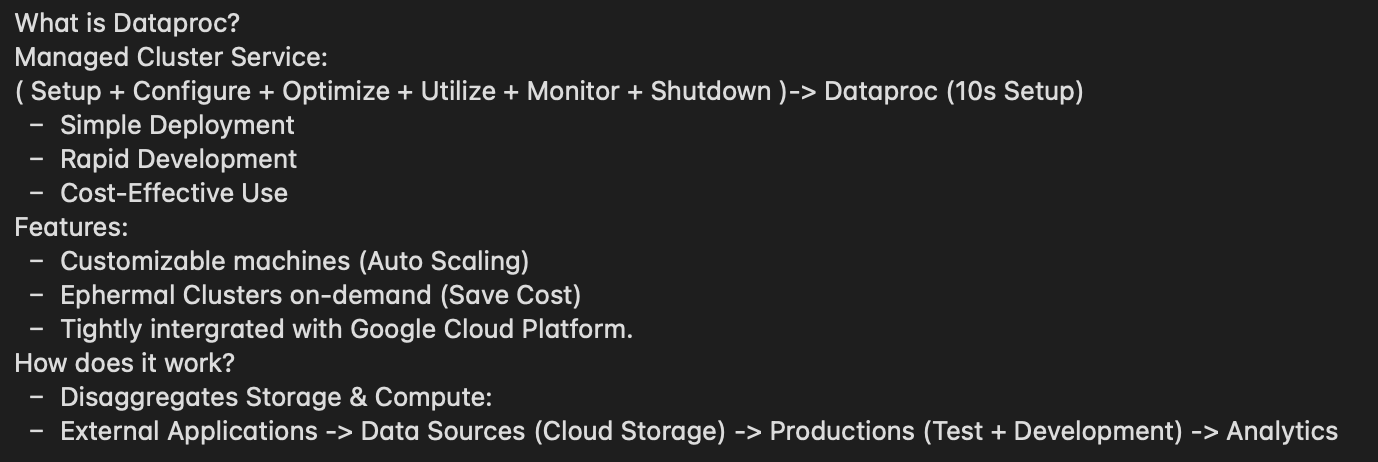 What is Dataproc?
Managed Cluster Service:
( Setup + Configure + Optimize + Utilize + Monitor + Shutdown )-> Dataproc (10s Setup)
– Simple Deployment
– Rapid Development
– Cost-Effective Use
Features:
– Customizable machines (Auto Scaling)
– Ephermal Clusters on-demand (Save Cost)
– Tightly intergrated with Google Cloud Platform.
How does it work?
– Disaggregates Storage & Compute:
– External Applications -> Data Sources (Cloud Storage) -> Productions (Test + Development) -> Analytics